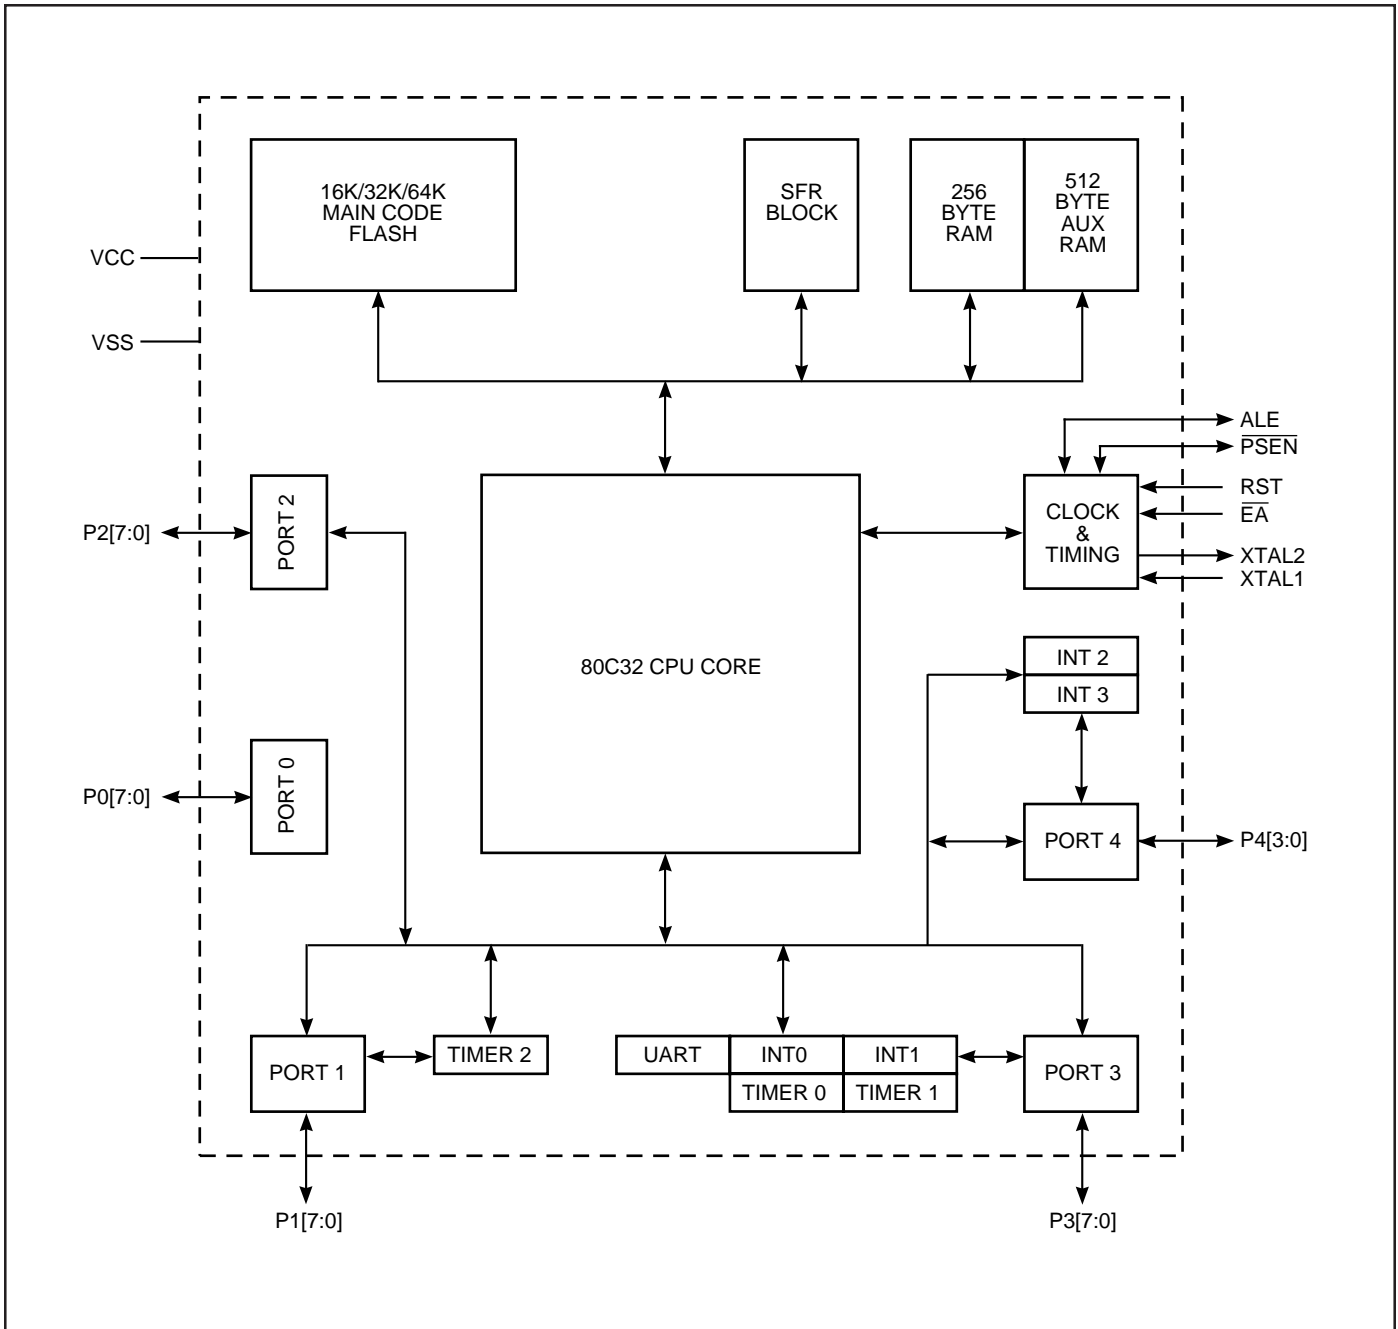 16K/32K/64K
MAIN CODE
FLASH
SFR
BLOCK
256
BYTE
RAM
512
BYTE
AUX
RAM
VCC
VSS
ALE
PSEN
RST
EA
XTAL2
XTAL1
CLOCK
&
TIMING
P2[7:0]
PORT 2
80C32 CPU CORE
INT 2
INT 3
P0[7:0]
PORT 0
PORT 4
P4[3:0]
PORT 1
TIMER 2
UART
INT0
INT1
TIMER 0
TIMER 1
PORT 3
P1[7:0]
P3[7:0]